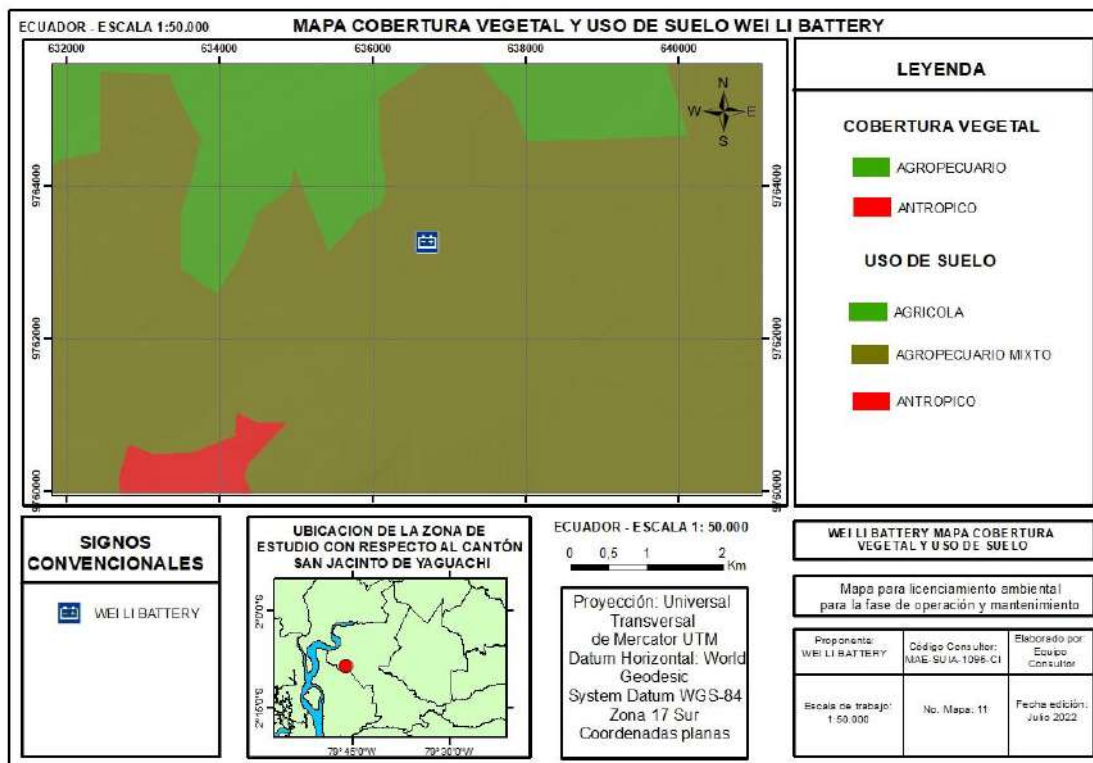 ECUADOR - ESCALA 1:50.000
MAPA COBERTURA VEGETAL Y USO DE SUELO WEI LI BATTERY
632000
634000
636000
638000
640000
9764000
9762000
9760000
9764000
9762000
9760000
N
W
E
S
LEYENDA
COBERTURA VEGETAL
AGROPECUARIO
ANTROPICO
USO DE SUELO
AGRICOLA
AGROPECUARIO MIXTO
ANTROPICO
SIGNOS
CONVENCIONALES
WEI LI BATTERY
UBICACION DE LA ZONA DE
ESTUDIO CON RESPECTO AL CANTÓN
SAN JACINTO DE YAGUACHI
79° 45'0"W
79° 30'0"W
ECUADOR - ESCALA 1: 50.000
0 0,5 1 2
Km
Proyección: Universal
Transversal
de Mercator UTM
Datum Horizontal: World
Geodesic
System Datum WGS-84
Zona 17 Sur
Coordenadas planas
WEI LI BATTERY MAPA COBERTURA
VEGETAL Y USO DE SUELO
Mapa para licenciamiento ambiental
para la fase de operación y mantenimiento
Proponente:
WEI LI BATTERY
Código Consultor:
MAE-SUIA-1096-CI
Elaborado por:
Equipo
Consultor
Escala de trabajo:
1:50.000
No. Mapa: 11
Fecha edición:
Julio 2022